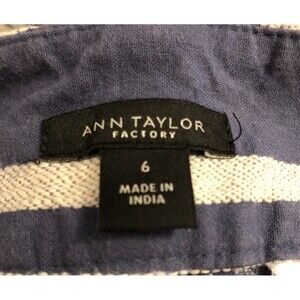 ANN TAYLOR
FACTORY
6
MADE IN
INDIA